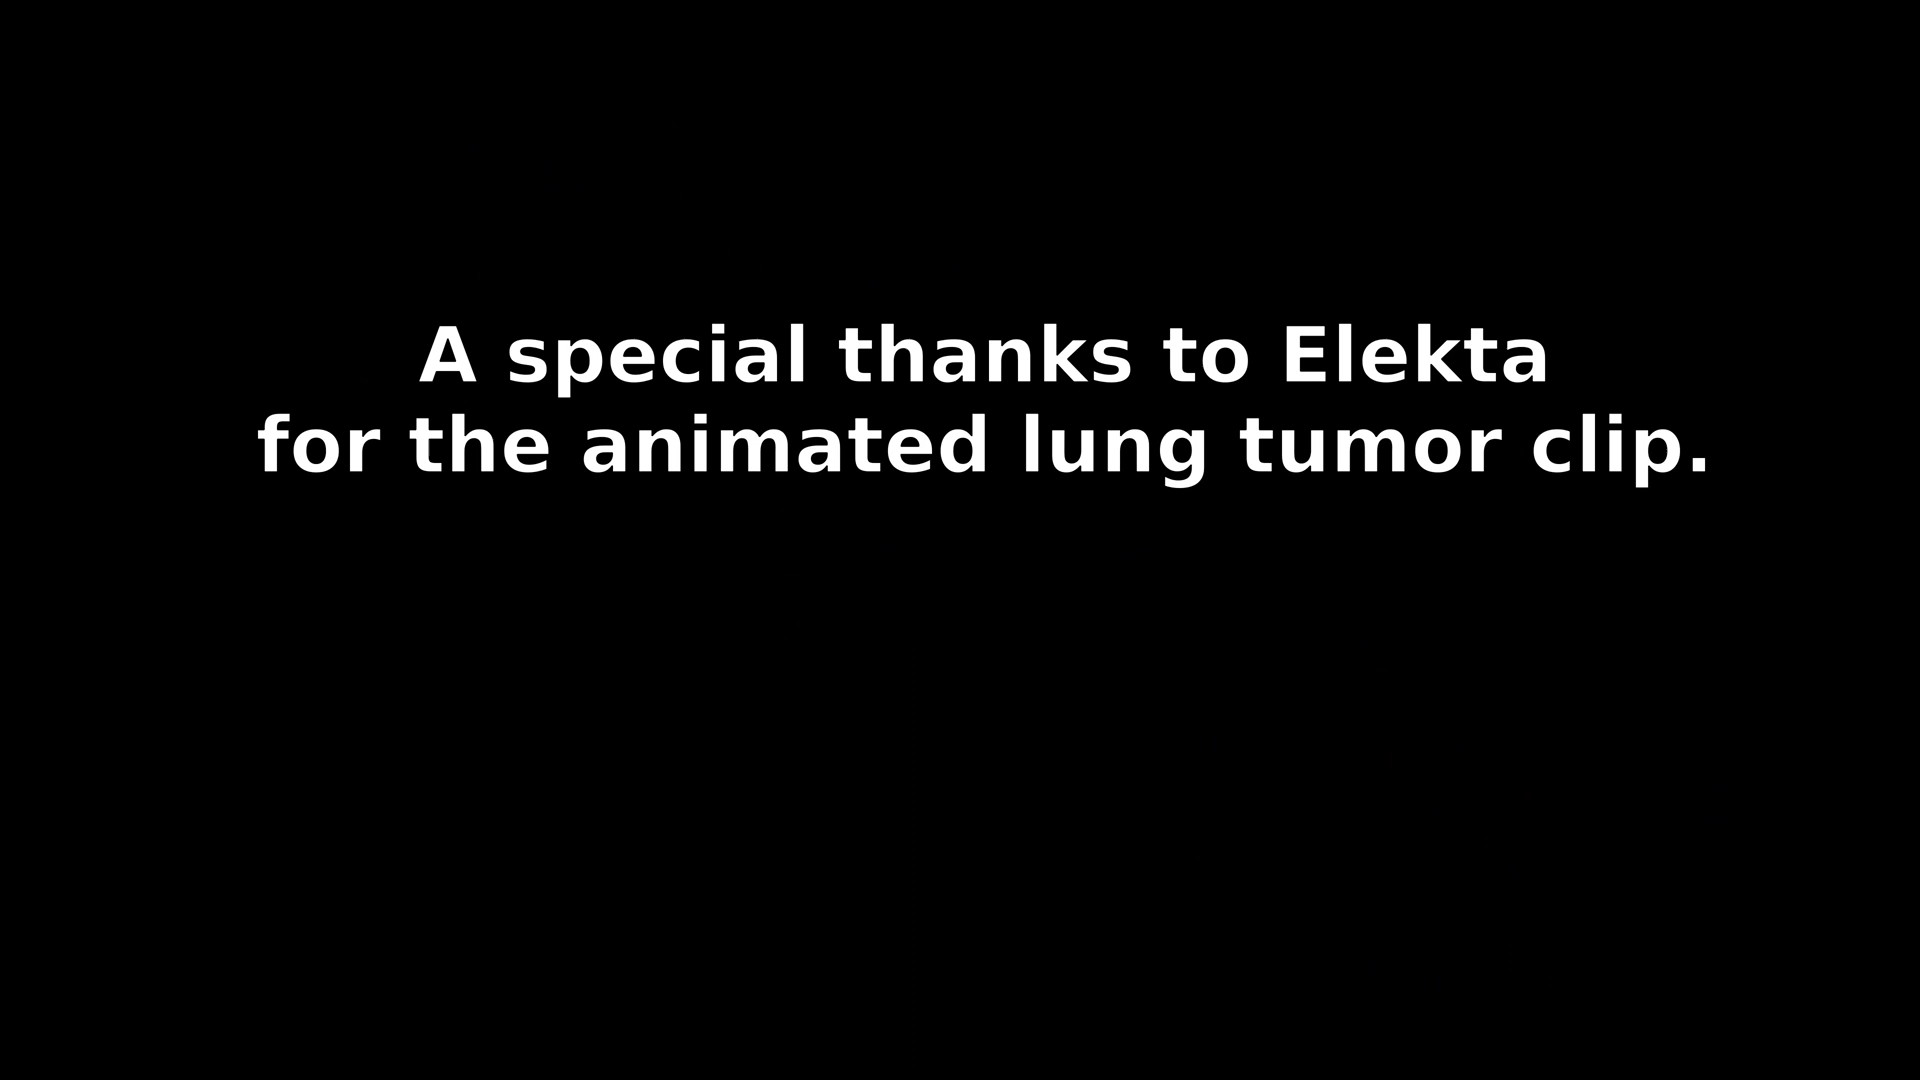 A special thanks to Elekta
for the animated lung tumor clip.